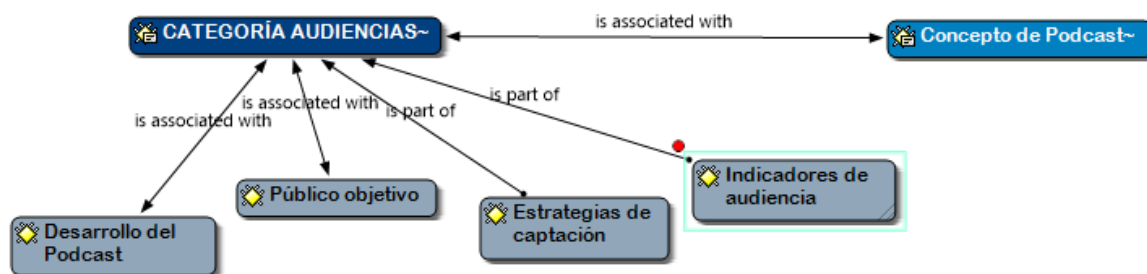 is associated with
CATEGORÍA AUDIENCIAS~
Concepto de Podcast~
is associated with
is associated with
is part of
is part of
Público objetivo
Indicadores de
audiencia
Estrategias de
captación
Desarrollo del
Podcast